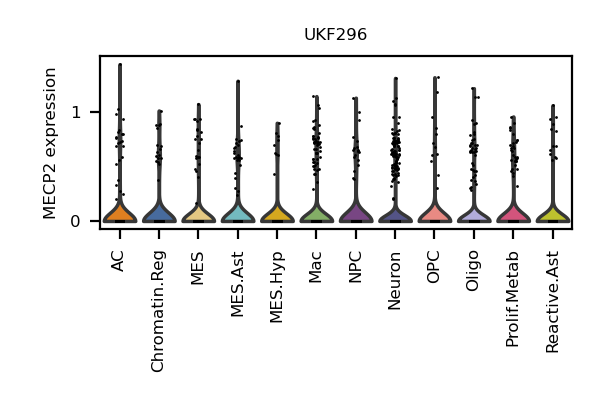 UKF296
MECP2 expression
1
0
AC
Chromatin.Reg
MES
MES.Ast
MES.Hyp
Mac
NPC
Neuron
OPC
Oligo
Prolif.Metab
Reactive.Ast